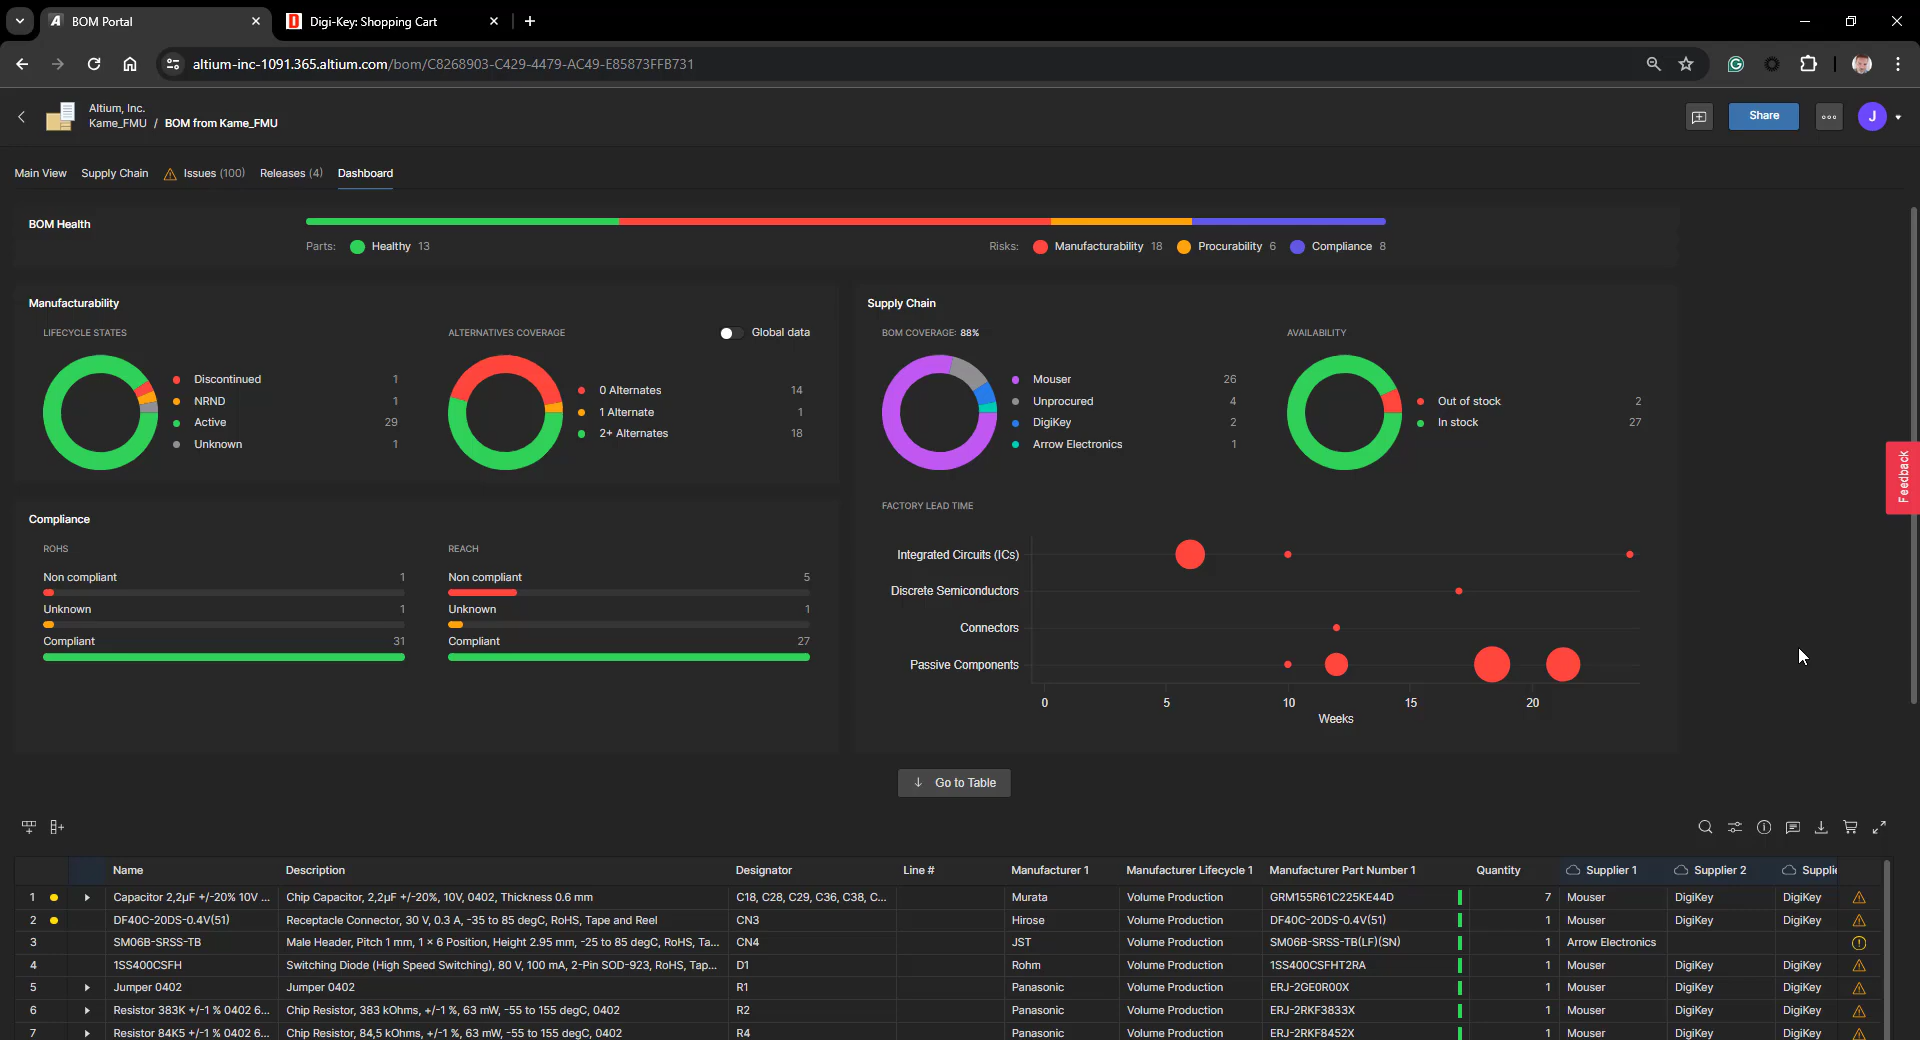 BOM Portal
Digi-Key: Shopping Cart
altium-inc-1091.365.altium.com/bom/C8268903-C429-4479-AC49-E85873FFB731
Altium, Inc.
Kame_FMU / BOM from Kame_FMU
Share
J
Main View Supply Chain Issues (100) Releases (4) Dashboard
BOM Health
Parts: Healthy 13 Risks: Manufacturability 18 Procurability 6 Compliance 8
Manufacturability
LIFECYCLE STATES
Discontinued 1
NRND 1
Active 29
Unknown 1
ALTERNATIVES COVERAGE
Global data
0 Alternates 14
1 Alternate 1
2+ Alternates 18
Supply Chain
BOM COVERAGE: 88%
Mouser 26
Unprocured 4
DigiKey 2
Arrow Electronics 1
AVAILABILITY
Out of stock 2
In stock 27
Feedback
Compliance
ROHS
Non compliant 1
Unknown 1
Compliant 31
REACH
Non compliant 5
Unknown 1
Compliant 27
FACTORY LEAD TIME
Integrated Circuits (ICs)
Discrete Semiconductors
Connectors
Passive Components
0 5 10 15 20
Weeks
Go to Table
Name Description Designator Line # Manufacturer 1 Manufacturer Lifecycle 1 Manufacturer Part Number 1 Quantity Supplier 1 Supplier 2 Supplie
1 Capacitor 2,2µF +/-20% 10V ... Chip Capacitor, 2,2µF +/-20%, 10V, 0402, Thickness 0.6 mm C18, C28, C29, C36, C38, C... Murata Volume Production GRM155R61C225KE44D 7 Mouser DigiKey DigiKey
2 DF40C-20DS-0.4V(51) Receptacle Connector, 30 V, 0.3 A, -35 to 85 degC, RoHS, Tape and Reel CN3 Hirose Volume Production DF40C-20DS-0.4V(51) 1 Mouser DigiKey DigiKey
3 SM06B-SRSS-TB Male Header, Pitch 1 mm, 1 × 6 Position, Height 2.95 mm, -25 to 85 degC, RoHS, Ta... CN4 JST Volume Production SM06B-SRSS-TB(LF)(SN) 1 Arrow Electronics
4 1SS400CSFH Switching Diode (High Speed Switching), 80 V, 100 mA, 2-Pin SOD-923, RoHS, Tap... D1 Rohm Volume Production 1SS400CSFHT2RA 1 Mouser DigiKey DigiKey
5 Jumper 0402 Jumper 0402 R1 Panasonic Volume Production ERJ-2GE0R00X 1 Mouser DigiKey DigiKey
6 Resistor 383K +/-1 % 0402 6... Chip Resistor, 383 kOhms, +/-1 %, 63 mW, -55 to 155 degC, 0402 R2 Panasonic Volume Production ERJ-2RKF3833X 1 Mouser DigiKey DigiKey
7 Resistor 84K5 +/-1 % 0402 6... Chip Resistor, 84,5 kOhms, +/-1 %, 63 mW, -55 to 155 degC, 0402 R4 Panasonic Volume Production ERJ-2RKF8452X 1 Mouser DigiKey DigiKey